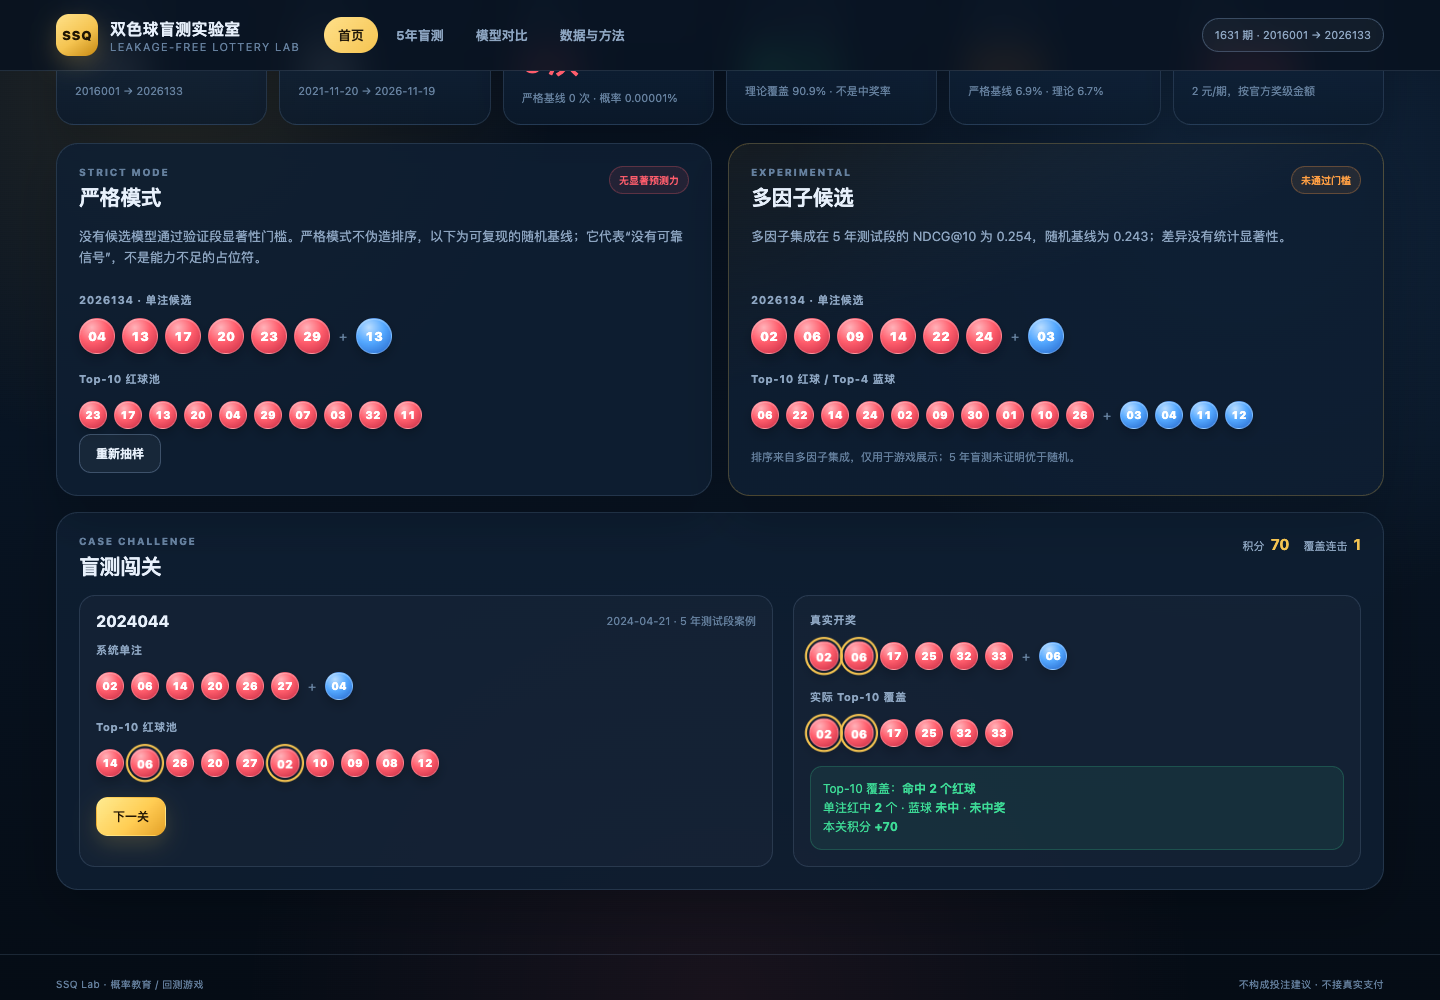 SSQ
双色球盲测实验室
LEAKAGE-FREE LOTTERY LAB
首页
5年盲测
模型对比
数据与方法
1631 期 · 2016001 → 2026133
2016001 → 2026133
2021-11-20 → 2026-11-19
严格基线 0 次 · 概率 0.00001%
理论覆盖 90.9% · 不是中奖率
严格基线 6.9% · 理论 6.7%
2 元/期，按官方奖级金额
STRICT MODE
严格模式
无显著预测力
没有候选模型通过验证段显著性门槛。严格模式不伪造排序，以下为可复现的随机基线；它代表“没有可靠
信号”，不是能力不足的占位符。
2026134 · 单注候选
04 13 17 20 23 29 + 13
Top-10 红球池
23 17 13 20 04 29 07 03 32 11
重新抽样
EXPERIMENTAL
多因子候选
未通过门槛
多因子集成在 5 年测试段的 NDCG@10 为 0.254，随机基线为 0.243；差异没有统计显著性。
2026134 · 单注候选
02 06 09 14 22 24 + 03
Top-10 红球 / Top-4 蓝球
06 22 14 24 02 09 30 01 10 26 + 03 04 11 12
排序来自多因子集成，仅用于游戏展示；5 年盲测未证明优于随机。
CASE CHALLENGE
盲测闯关
积分 70 覆盖连击 1
2024044
2024-04-21 · 5 年测试段案例
系统单注
02 06 14 20 26 27 + 04
Top-10 红球池
14 06 26 20 27 02 10 09 08 12
下一关
真实开奖
02 06 17 25 32 33 + 06
实际 Top-10 覆盖
02 06 17 25 32 33
Top-10 覆盖：命中 2 个红球
单注红中 2 个 · 蓝球 未中 · 未中奖
本关积分 +70
SSQ Lab · 概率教育 / 回测游戏
不构成投注建议 · 不接真实支付